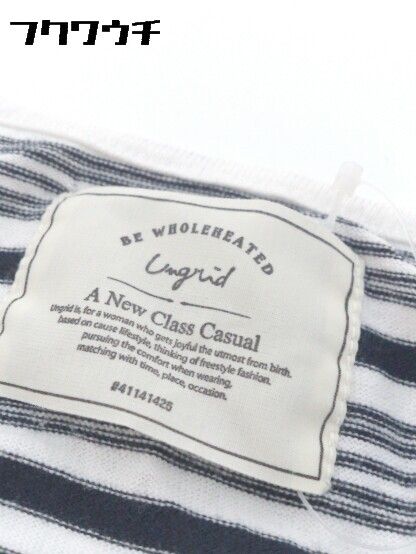 フクウウチ
BE WHOLEHEATED
Ungrid
A New Class Casual
Ungrid is, for a woman who gets joyful the utmost from birth.
based on cause lifestyle, thinking of freestyle fashion.
pursuing the comfort when wearing.
matching with time, place, occasion.
#41141426